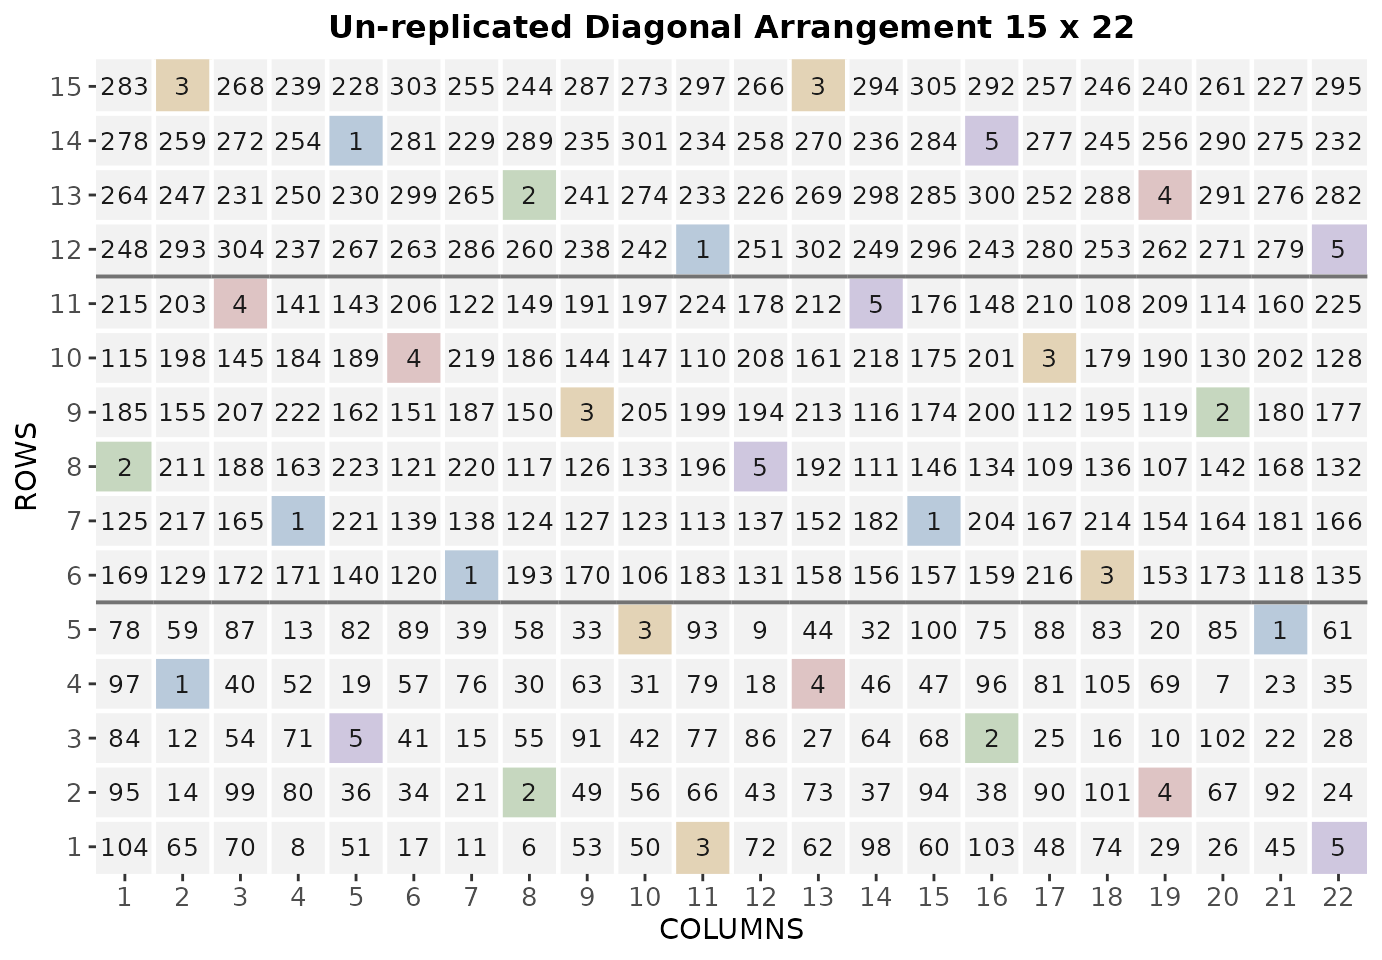 Un-replicated Diagonal Arrangement 15 x 22
15 283 3 268 239 228 303 255 244 287 273 297 266 3 294 305 292 257 246 240 261 227 295
14 278 259 272 254 1 281 229 289 235 301 234 258 270 236 284 5 277 245 256 290 275 232
13 264 247 231 250 230 299 265 2 241 274 233 226 269 298 285 300 252 288 4 291 276 282
12 248 293 304 237 267 263 286 260 238 242 1 251 302 249 296 243 280 253 262 271 279 5
11 215 203 4 141 143 206 122 149 191 197 224 178 212 5 176 148 210 108 209 114 160 225
10 115 198 145 184 189 4 219 186 144 147 110 208 161 218 175 201 3 179 190 130 202 128
9 185 155 207 222 162 151 187 150 3 205 199 194 213 116 174 200 112 195 119 2 180 177
8 2 211 188 163 223 121 220 117 126 133 196 5 192 111 146 134 109 136 107 142 168 132
7 125 217 165 1 221 139 138 124 127 123 113 137 152 182 1 204 167 214 154 164 181 166
6 169 129 172 171 140 120 1 193 170 106 183 131 158 156 157 159 216 3 153 173 118 135
5 78 59 87 13 82 89 39 58 33 3 93 9 44 32 100 75 88 83 20 85 1 61
4 97 1 40 52 19 57 76 30 63 31 79 18 4 46 47 96 81 105 69 7 23 35
3 84 12 54 71 5 41 15 55 91 42 77 86 27 64 68 2 25 16 10 102 22 28
2 95 14 99 80 36 34 21 2 49 56 66 43 73 37 94 38 90 101 4 67 92 24
1 104 65 70 8 51 17 11 6 53 50 3 72 62 98 60 103 48 74 29 26 45 5
1 2 3 4 5 6 7 8 9 10 11 12 13 14 15 16 17 18 19 20 21 22
COLUMNS
ROWS